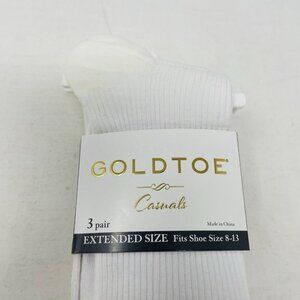 GOLDTOE®
Casuals
3 pair
Made in China
EXTENDED SIZE Fits Shoe Size 8-13